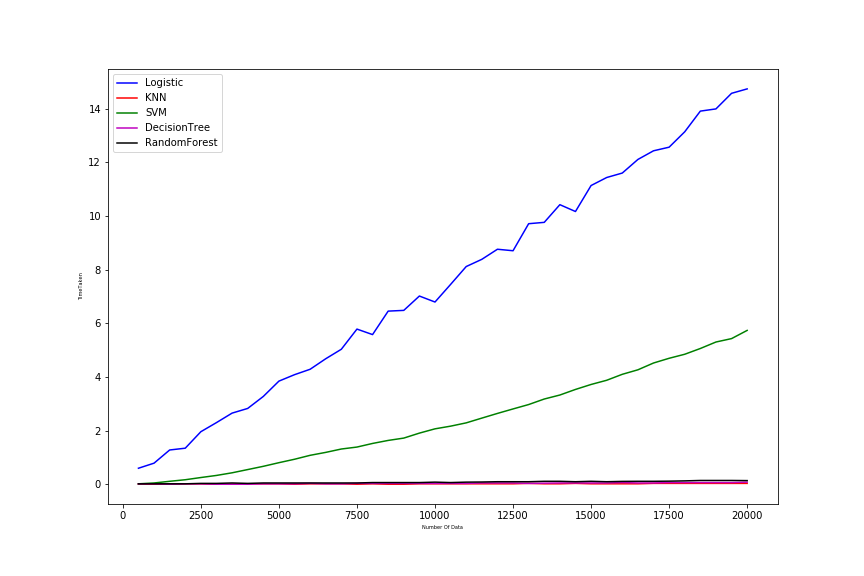 Logistic
KNN
SVM
DecisionTree
RandomForest
14
12
10
8
6
4
2
0
TimeTaken
0 2500 5000 7500 10000 12500 15000 17500 20000
Number Of Data